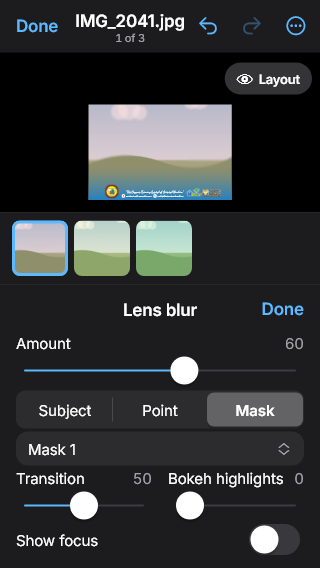 Done
IMG_2041.jpg
1 of 3
Layout
Lens blur
Done
Amount
60
Subject
Point
Mask
Mask 1
Transition
50
Bokeh highlights
0
Show focus